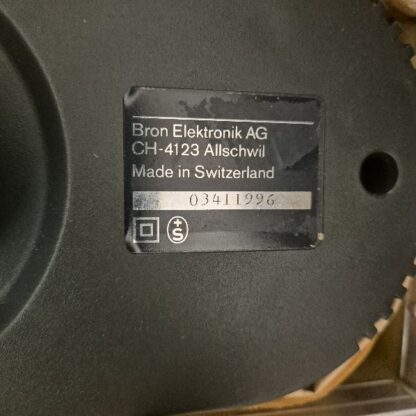 Bron Elektronik AG
CH-4123 Allschwil
Made in Switzerland
03411996
+S